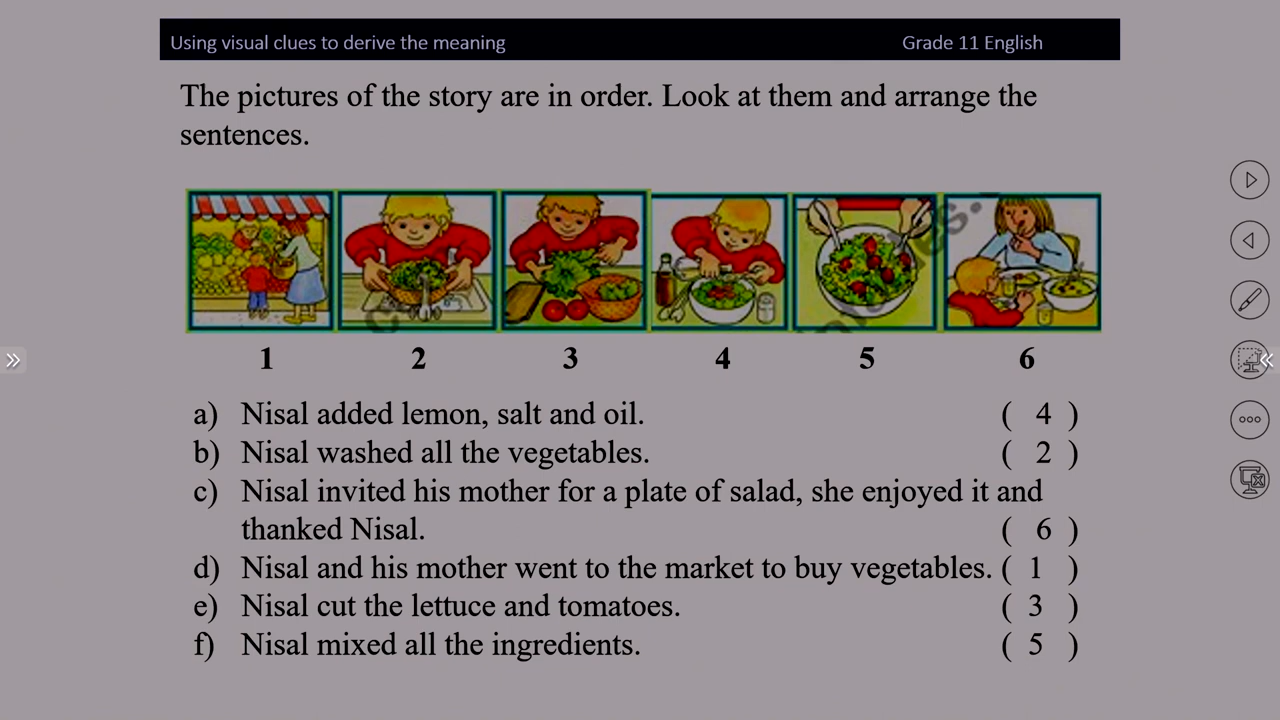 Using visual clues to derive the meaning Grade 11 English
The pictures of the story are in order. Look at them and arrange the
sentences.
1 2 3 4 5 6
a) Nisal added lemon, salt and oil. ( 4 )
b) Nisal washed all the vegetables. ( 2 )
c) Nisal invited his mother for a plate of salad, she enjoyed it and
thanked Nisal. ( 6 )
d) Nisal and his mother went to the market to buy vegetables. ( 1 )
e) Nisal cut the lettuce and tomatoes. ( 3 )
f) Nisal mixed all the ingredients. ( 5 )